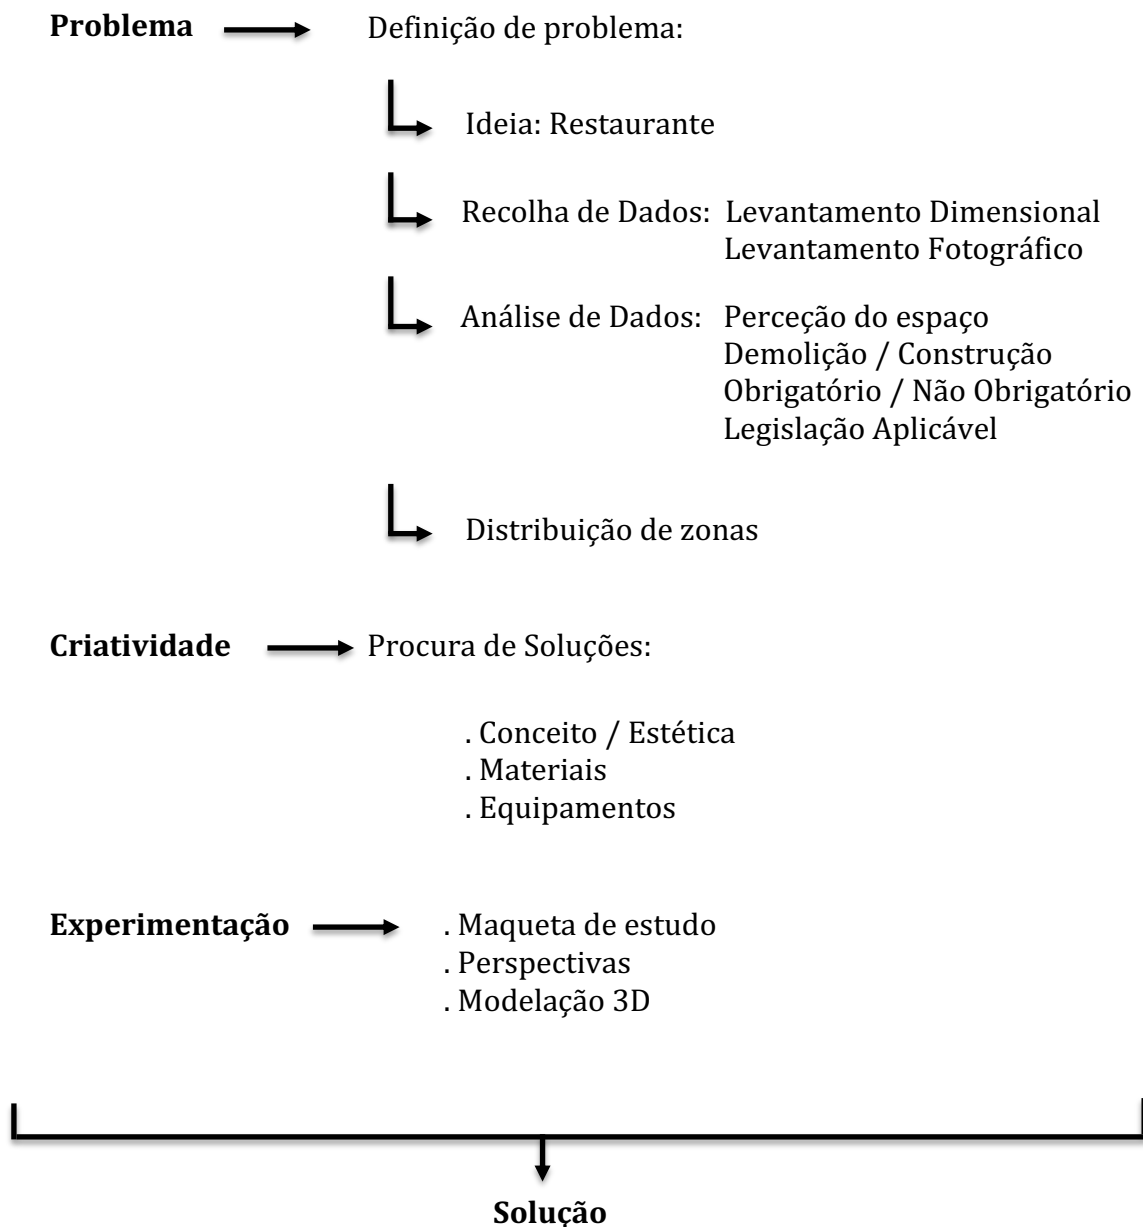 Problema Definição de problema:
Ideia: Restaurante
Recolha de Dados: Levantamento Dimensional
Levantamento Fotográfico
Análise de Dados: Perceção do espaço
Demolição / Construção
Obrigatório / Não Obrigatório
Legislação Aplicável
Distribuição de zonas
Criatividade Procura de Soluções:
. Conceito / Estética
. Materiais
. Equipamentos
Experimentação . Maqueta de estudo
. Perspectivas
. Modelação 3D
Solução